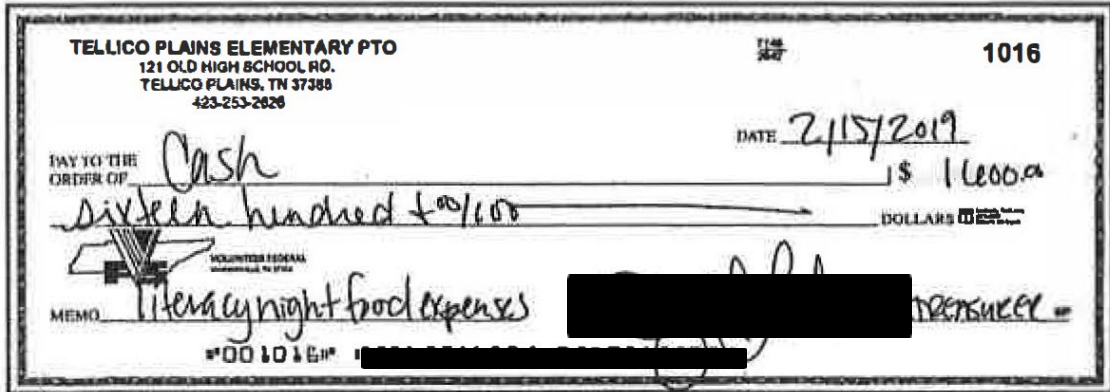 TELLICO PLAINS ELEMENTARY PTO
121 OLD HIGH SCHOOL RD.
TELLICO PLAINS, TN 37385
423-253-2626
1016
DATE 2/15/2019
PAY TO THE
ORDER OF Cash $ 1600.00
Sixteen hundred + 00/100 DOLLARS
VOLUNTEER FEDERAL
MEMO literacy night food expenses TREASURER
⑈001016⑈